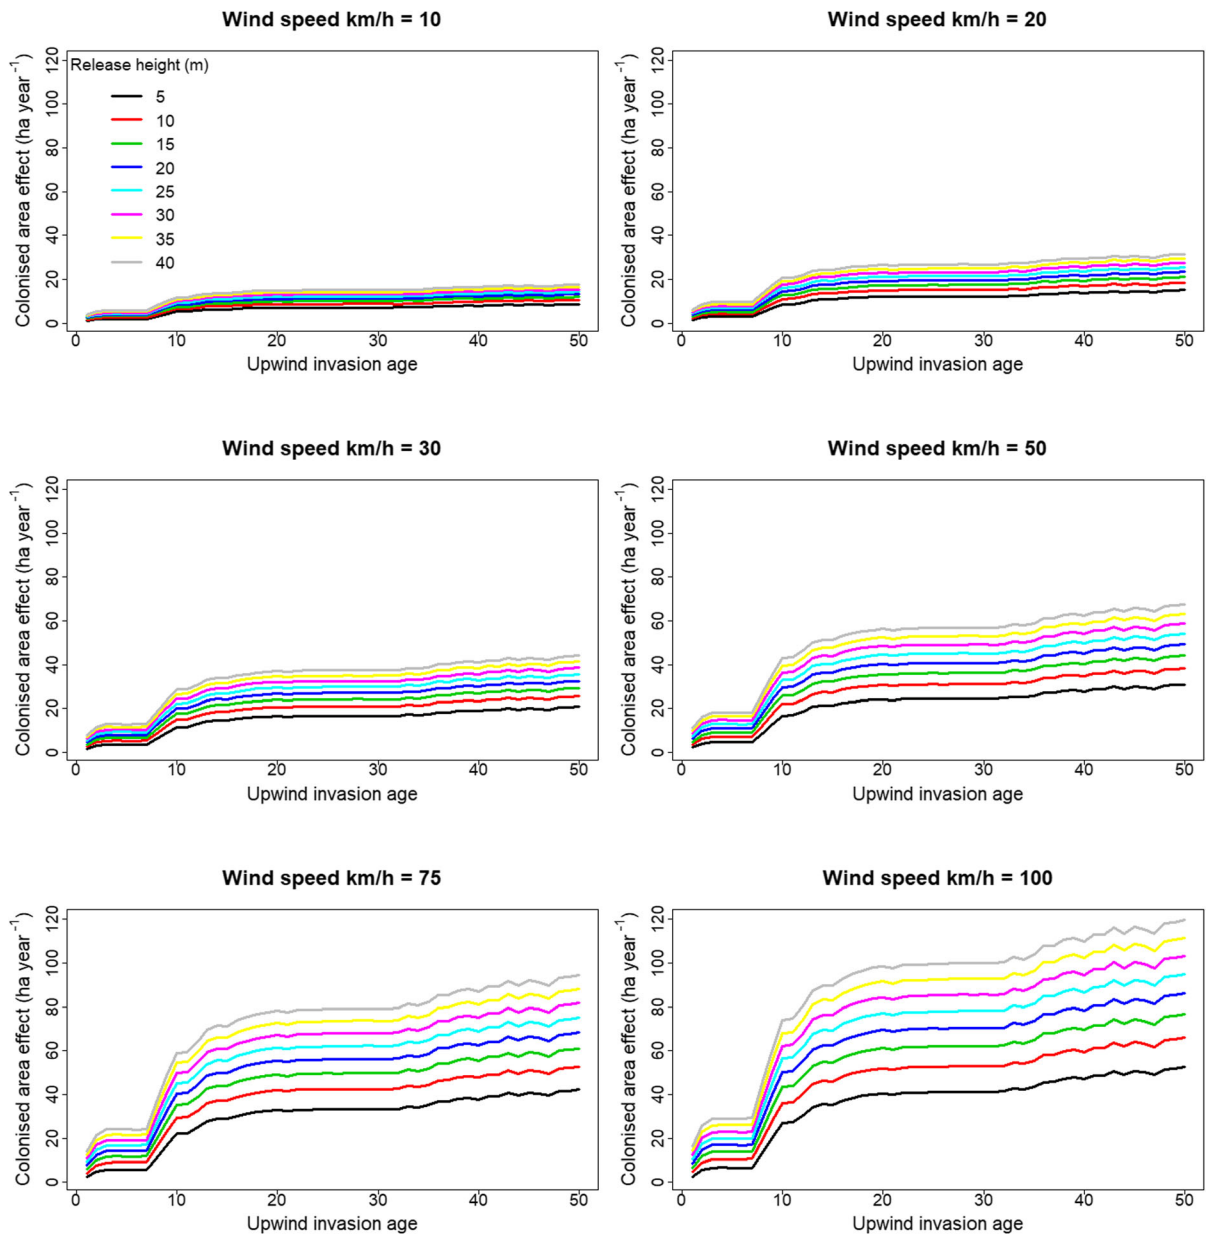 Wind speed km/h = 10
Colonised area effect (ha year⁻¹)
0 20 40 60 80 100 120
Release height (m)
5
10
15
20
25
30
35
40
0 10 20 30 40 50
Upwind invasion age
Wind speed km/h = 20
Colonised area effect (ha year⁻¹)
0 20 40 60 80 100 120
0 10 20 30 40 50
Upwind invasion age
Wind speed km/h = 30
Colonised area effect (ha year⁻¹)
0 20 40 60 80 100 120
0 10 20 30 40 50
Upwind invasion age
Wind speed km/h = 50
Colonised area effect (ha year⁻¹)
0 20 40 60 80 100 120
0 10 20 30 40 50
Upwind invasion age
Wind speed km/h = 75
Colonised area effect (ha year⁻¹)
0 20 40 60 80 100 120
0 10 20 30 40 50
Upwind invasion age
Wind speed km/h = 100
Colonised area effect (ha year⁻¹)
0 20 40 60 80 100 120
0 10 20 30 40 50
Upwind invasion age